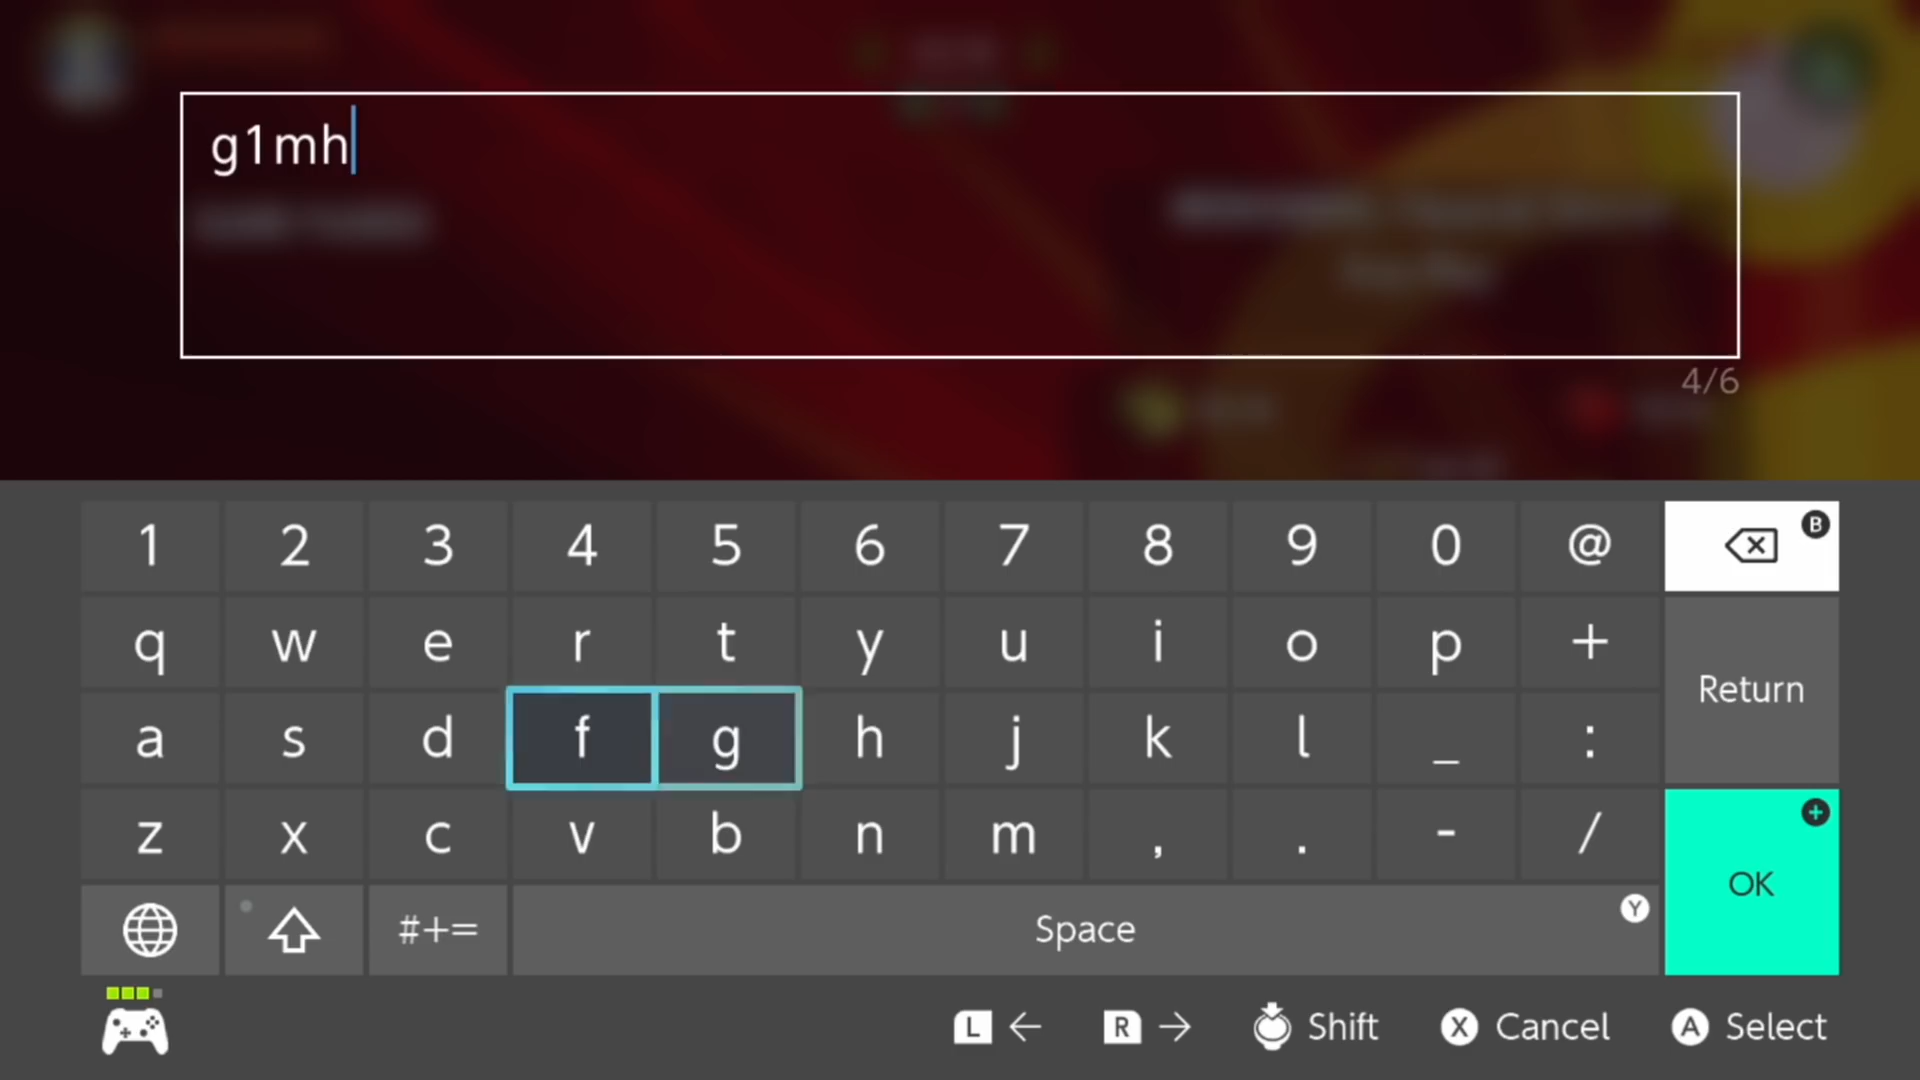 g1mh
4/6
1 2 3 4 5 6 7 8 9 0 @ B
q w e r t y u i o p +
Return
a s d f g h j k l _ :
z x c v b n m , . - /
OK
#+= Space Y
L ← R → Shift X Cancel A Select